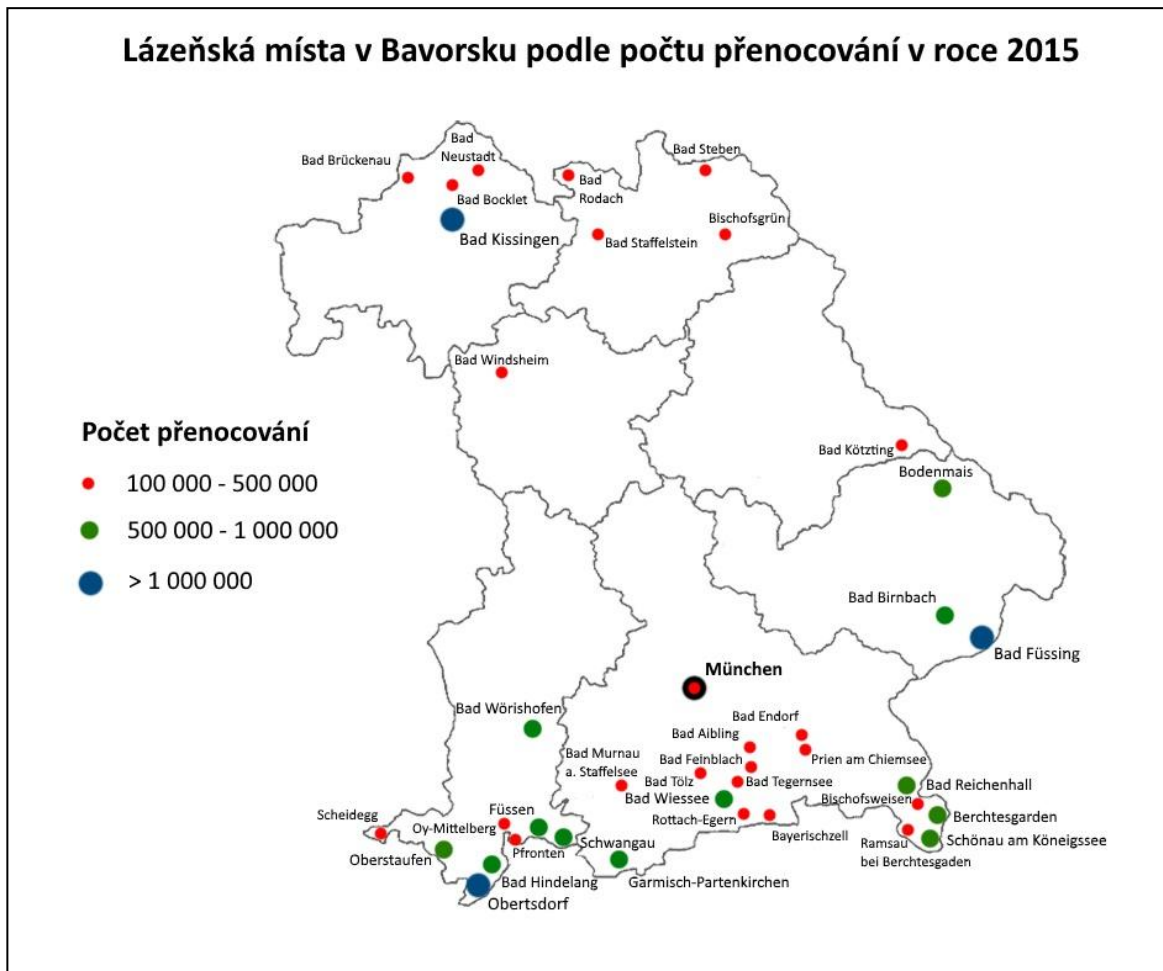 Lázeňská místa v Bavorsku podle počtu přenocování v roce 2015
Bad
Neustadt
Bad Brückenau
Bad Bocklet
Bad Kissingen
Bad
Rodach
Bad Steben
Bischofsgrün
Bad Staffelstein
Bad Windsheim
Počet přenocování
100 000 - 500 000
500 000 - 1 000 000
> 1 000 000
Bad Kötzting
Bodenmais
Bad Birnbach
Bad Füssing
München
Bad Wörishofen
Bad Endorf
Bad Aibling
Prien am Chiemsee
Bad Murnau
a. Staffelsee
Bad Feinblach
Bad Tölz
Bad Tegernsee
Bad Wiessee
Rottach-Egern
Bayerischzell
Bad Reichenhall
Bischofsweisen
Berchtesgarden
Ramsau
bei Berchtesgaden
Schönau am Köneigssee
Scheidegg
Füssen
Oy-Mittelberg
Oberstaufen
Pfronten
Schwangau
Bad Hindelang
Garmisch-Partenkirchen
Obertsdorf